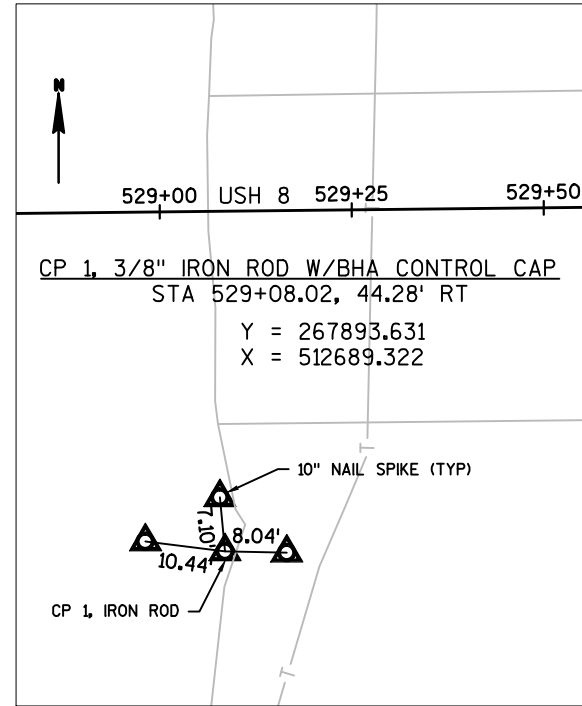 N
529+00 USH 8 529+25 529+50
CP 1, 3/8" IRON ROD W/BHA CONTROL CAP
STA 529+08.02, 44.28' RT
Y = 267893.631
X = 512689.322
T
10" NAIL SPIKE (TYP)
7.10'
8.04'
10.44'
CP 1, IRON ROD
T